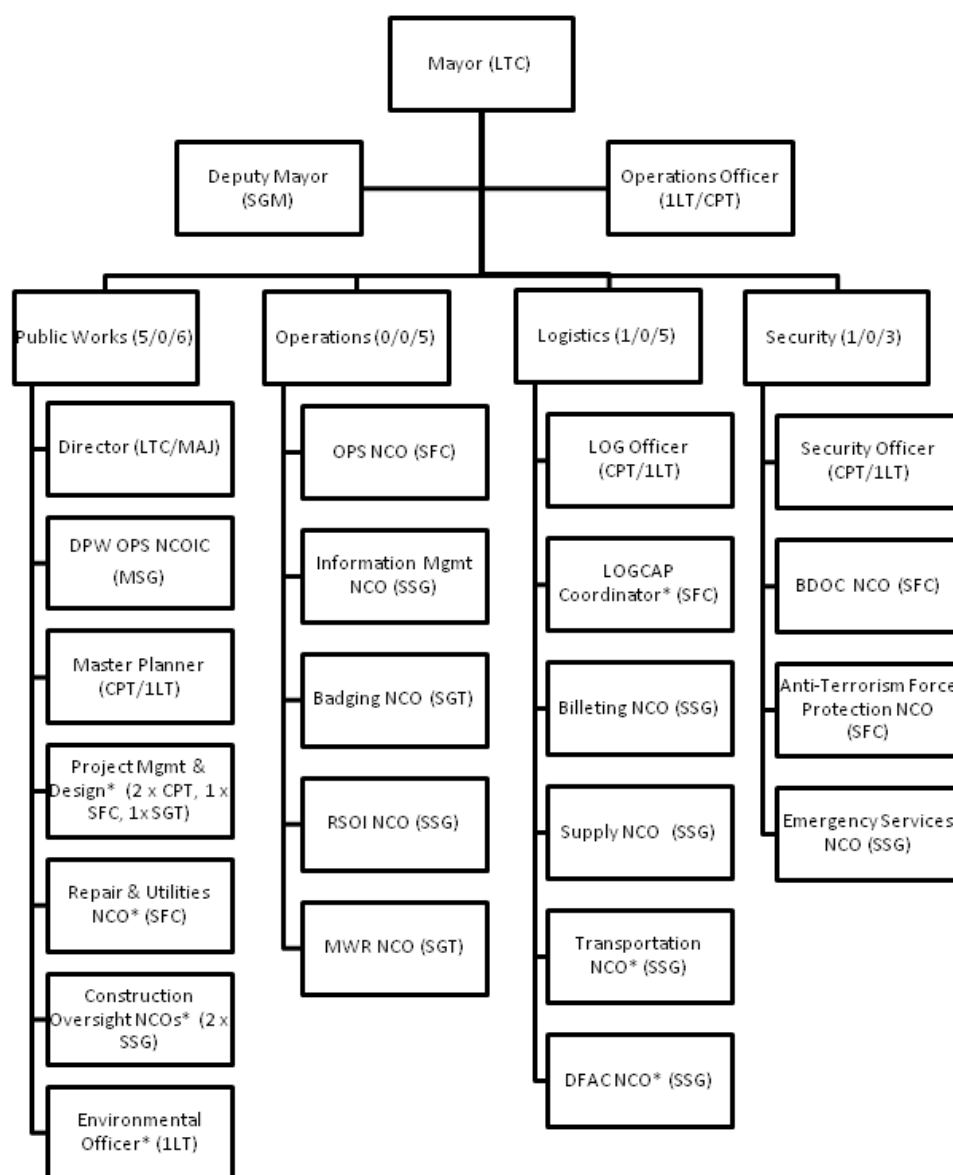 Mayor (LTC)
Deputy Mayor
(SGM)
Operations Officer
(1LT/CPT)
Public Works (5/0/6)
Operations (0/0/5)
Logistics (1/0/5)
Security (1/0/3)
Director (LTC/MAJ)
DPW OPS NCOIC
(MSG)
Master Planner
(CPT/1LT)
Project Mgmt &
Design* (2 x CPT, 1 x
SFC, 1x SGT)
Repair & Utilities
NCO* (SFC)
Construction
Oversight NCOs* (2 x
SSG)
Environmental
Officer* (1LT)
OPS NCO (SFC)
Information Mgmt
NCO (SSG)
Badging NCO (SGT)
RSOI NCO (SSG)
MWR NCO (SGT)
LOG Officer
(CPT/1LT)
LOGCAP
Coordinator* (SFC)
Billeting NCO (SSG)
Supply NCO (SSG)
Transportation
NCO* (SSG)
DFAC NCO* (SSG)
Security Officer
(CPT/1LT)
BDOC NCO (SFC)
Anti-Terrorism Force
Protection NCO
(SFC)
Emergency Services
NCO (SSG)